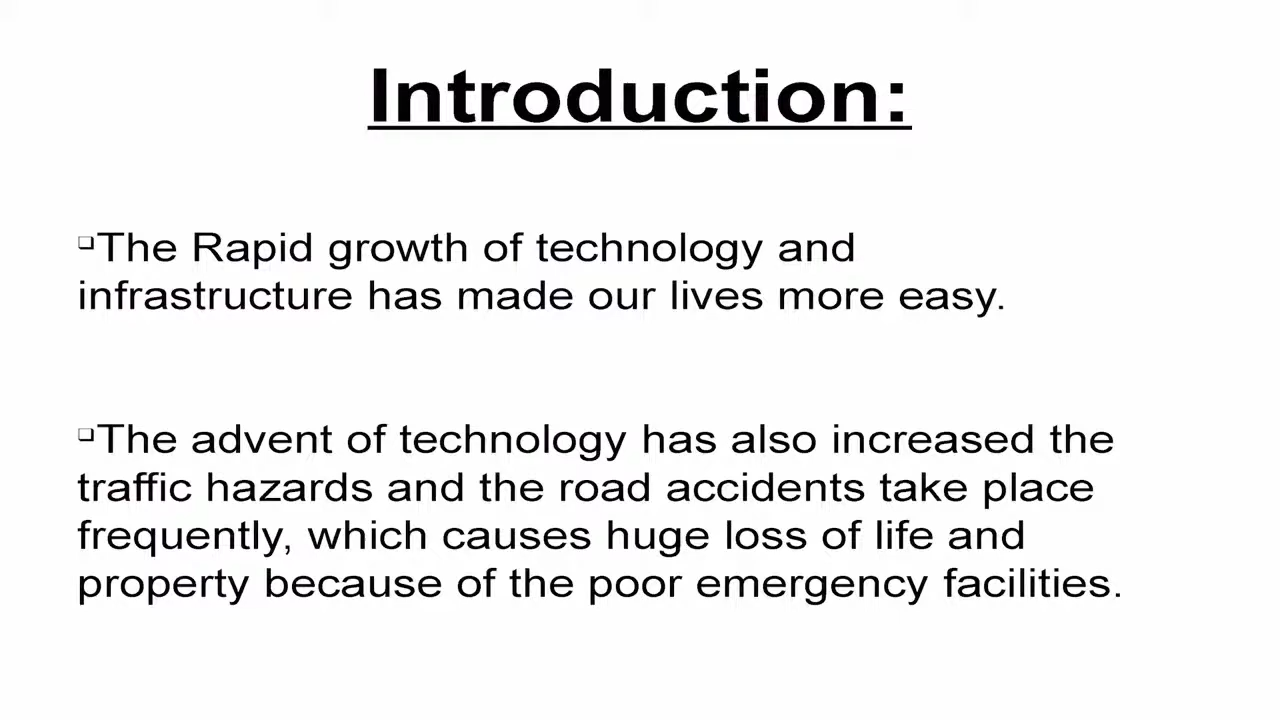 Introduction:
❑The Rapid growth of technology and
infrastructure has made our lives more easy.
❑The advent of technology has also increased the
traffic hazards and the road accidents take place
frequently, which causes huge loss of life and
property because of the poor emergency facilities.